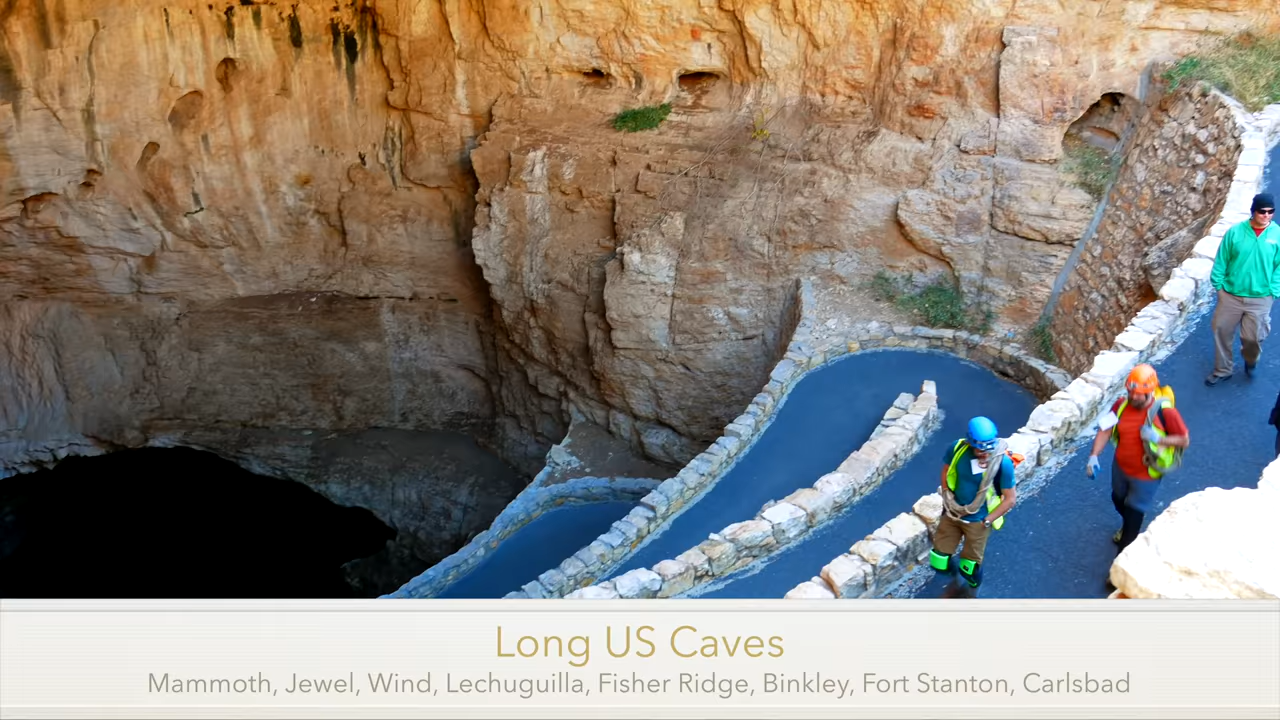 Long US Caves
Mammoth, Jewel, Wind, Lechuguilla, Fisher Ridge, Binkley, Fort Stanton, Carlsbad